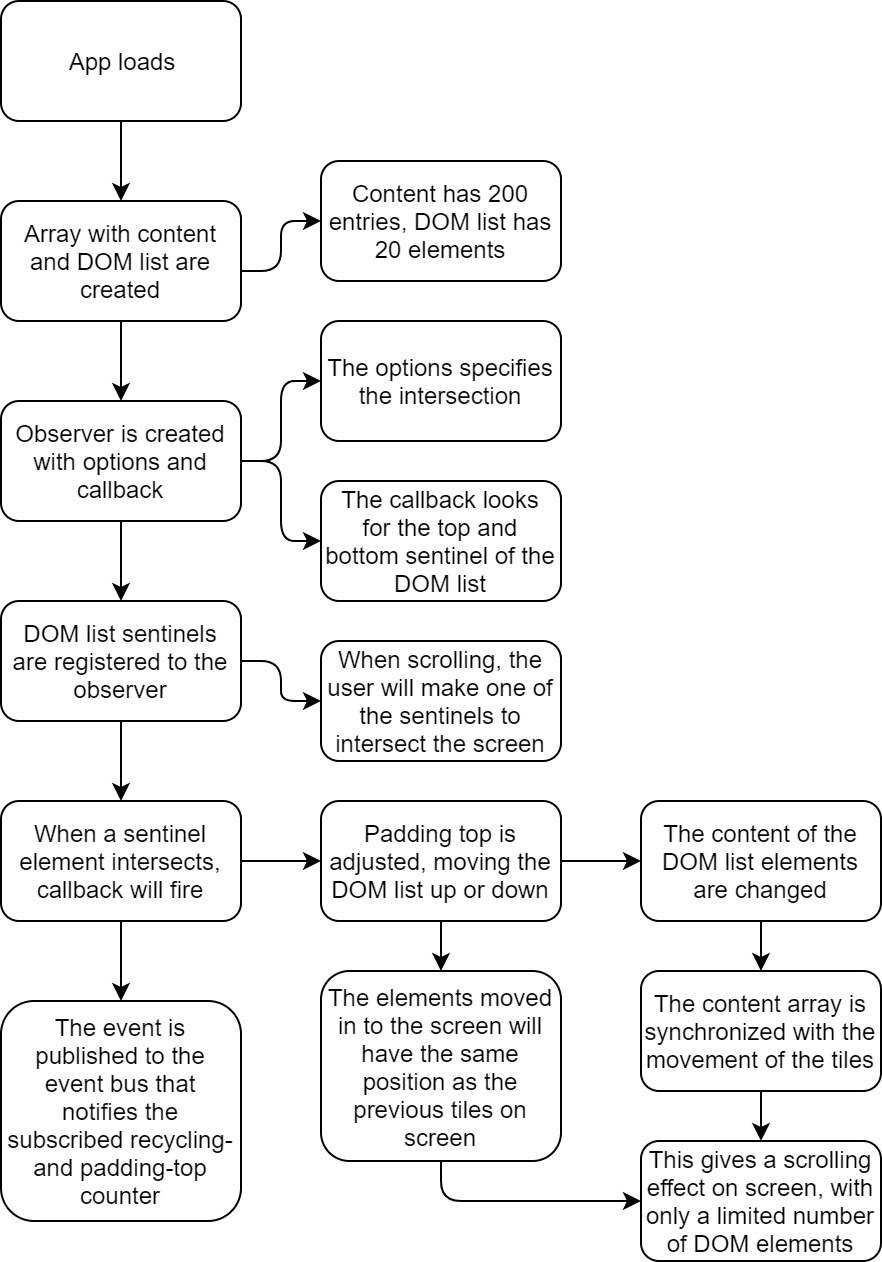 App loads
Array with content
and DOM list are
created
Content has 200
entries, DOM list has
20 elements
The options specifies
the intersection
Observer is created
with options and
callback
The callback looks
for the top and
bottom sentinel of the
DOM list
DOM list sentinels
are registered to the
observer
When scrolling, the
user will make one of
the sentinels to
intersect the screen
When a sentinel
element intersects,
callback will fire
Padding top is
adjusted, moving the
DOM list up or down
The content of the
DOM list elements
are changed
The event is
published to the
event bus that
notifies the
subscribed recycling-
and padding-top
counter
The elements moved
in to the screen will
have the same
position as the
previous tiles on
screen
The content array is
synchronized with the
movement of the tiles
This gives a scrolling
effect on screen, with
only a limited number
of DOM elements